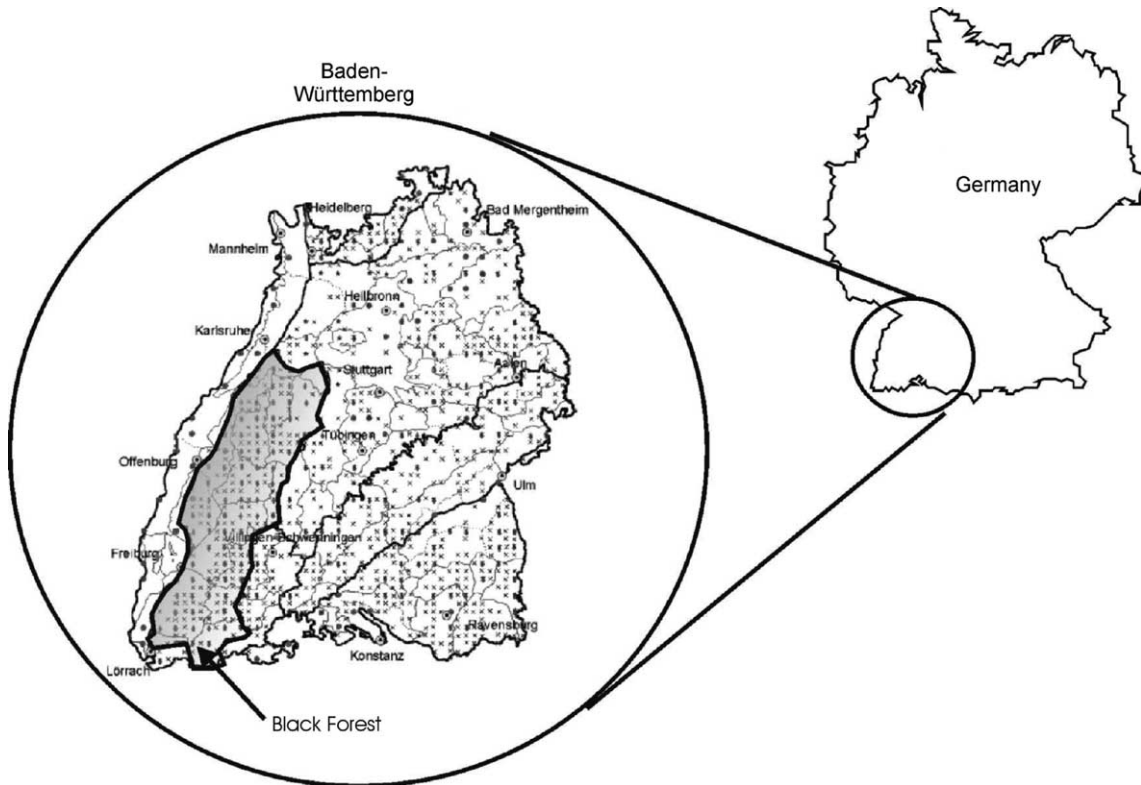 Baden-
Württemberg
Germany
Heidelberg
Bad Mergentheim
Mannheim
Heilbronn
Karlsruhe
Aalen
Stuttgart
Tübingen
Offenburg
Ulm
Villingen-Schwenningen
Freiburg
Ravensburg
Konstanz
Lörrach
Black Forest